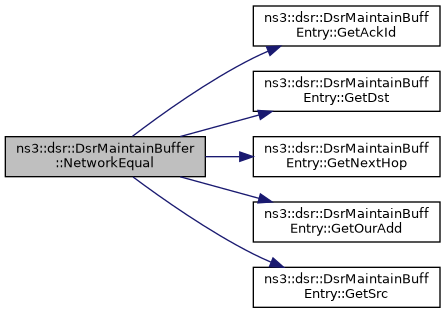 ns3::dsr::DsrMaintainBuffer
::NetworkEqual
ns3::dsr::DsrMaintainBuff
Entry::GetAckId
ns3::dsr::DsrMaintainBuff
Entry::GetDst
ns3::dsr::DsrMaintainBuff
Entry::GetNextHop
ns3::dsr::DsrMaintainBuff
Entry::GetOurAdd
ns3::dsr::DsrMaintainBuff
Entry::GetSrc